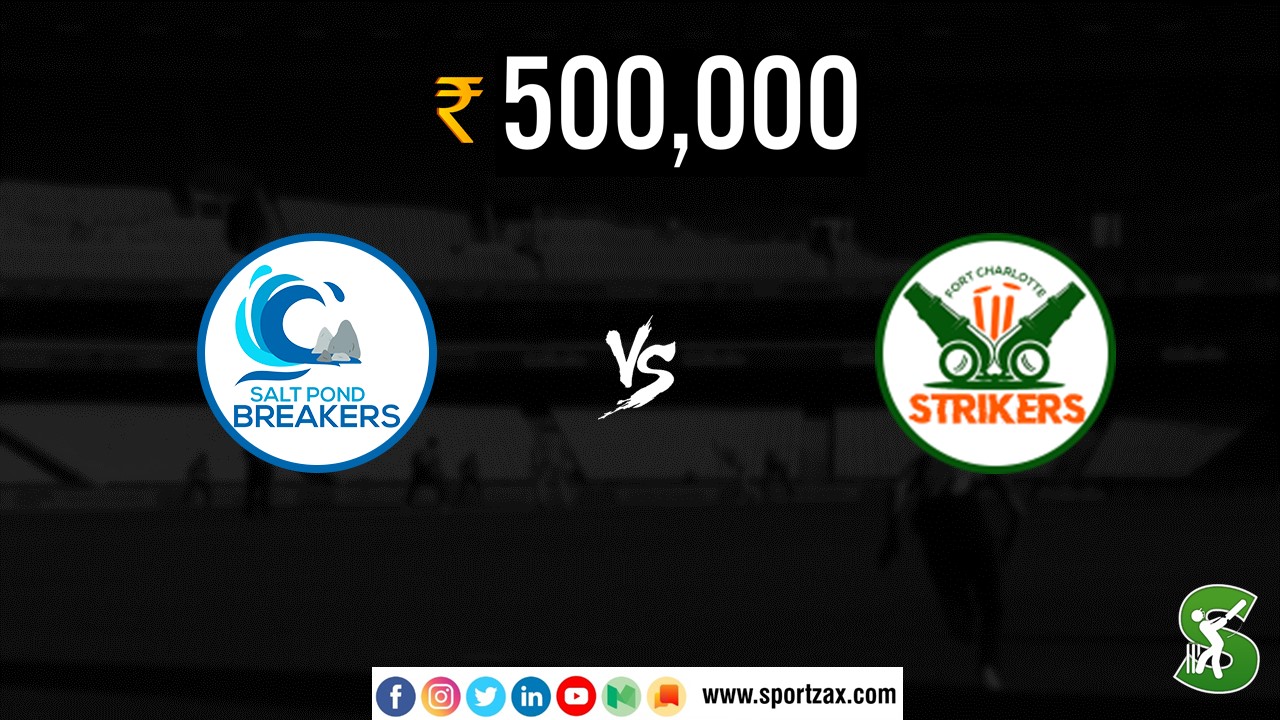 ₹ 500,000
SALT POND
BREAKERS
VS
FORT CHARLOTTE
STRIKERS
S
www.sportzax.com